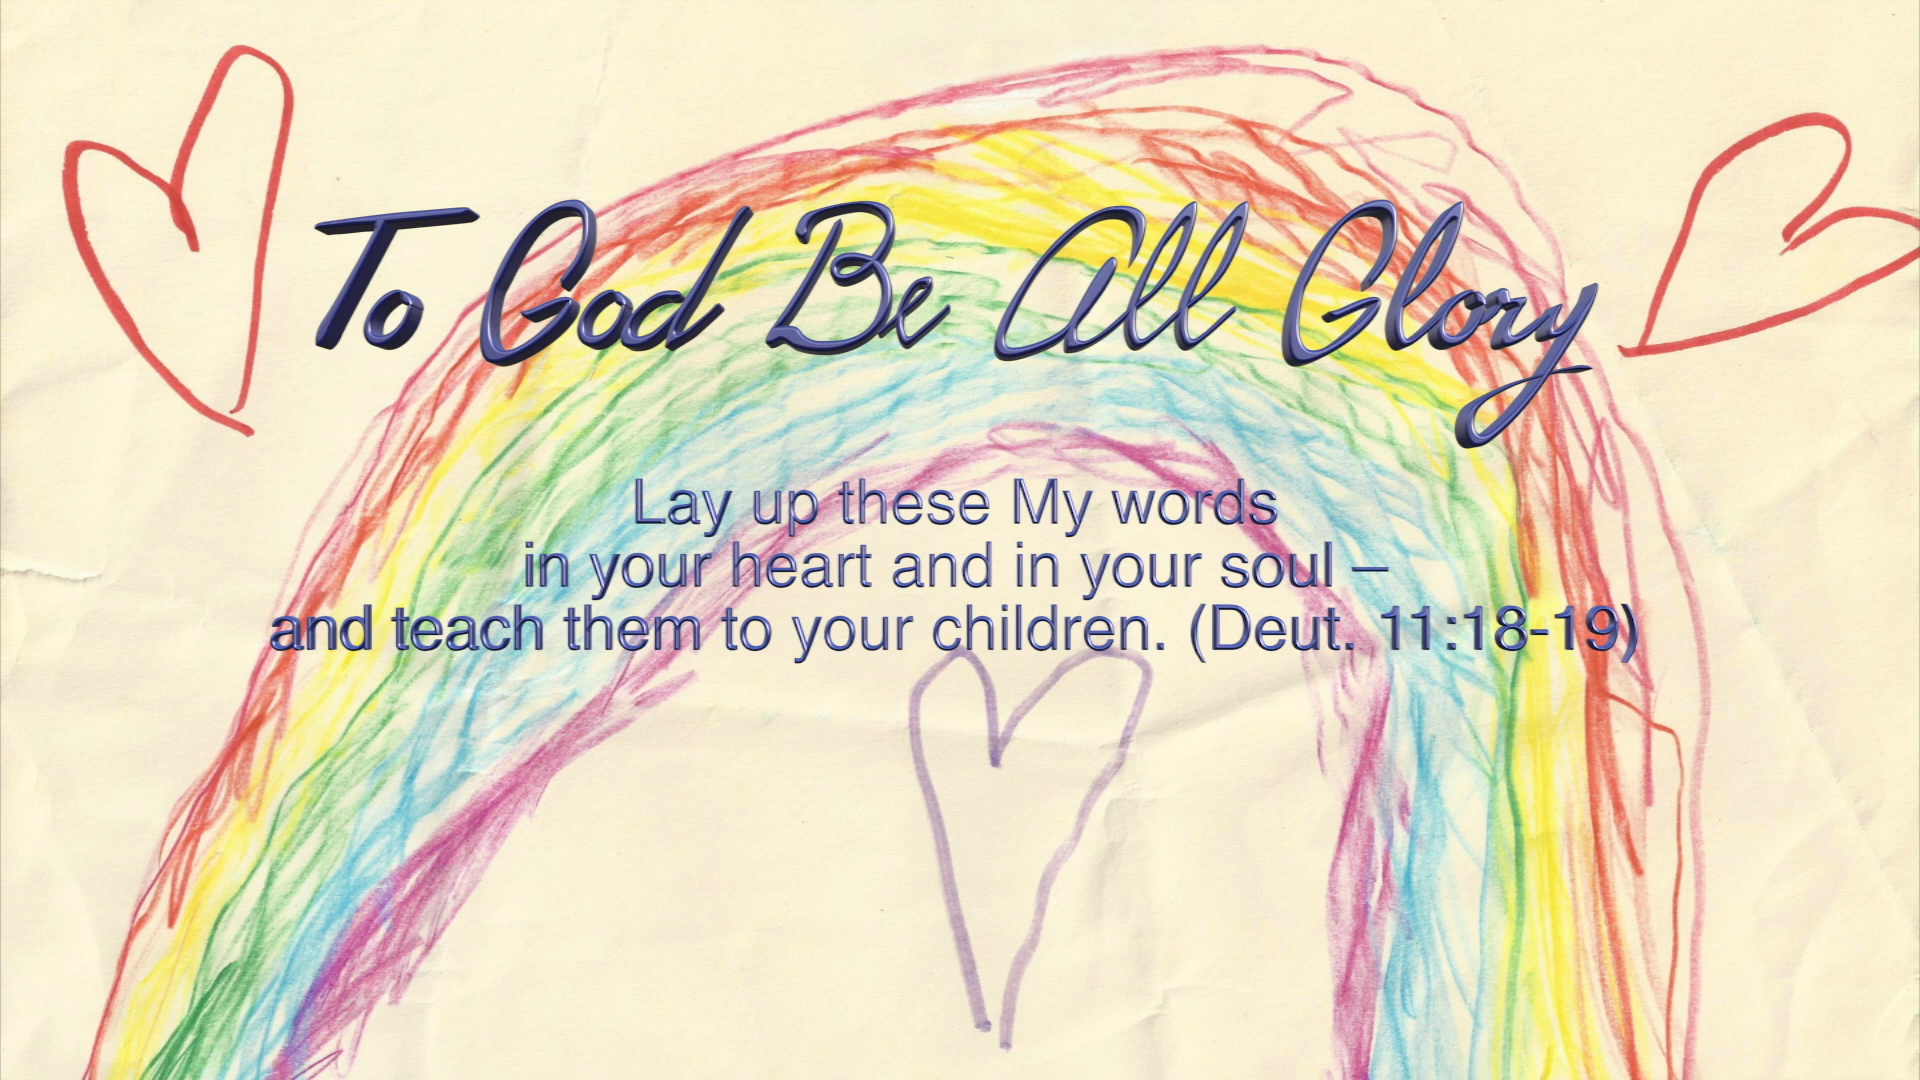 To God Be All Glory
Lay up these My words
in your heart and in your soul –
and teach them to your children. (Deut. 11:18-19)